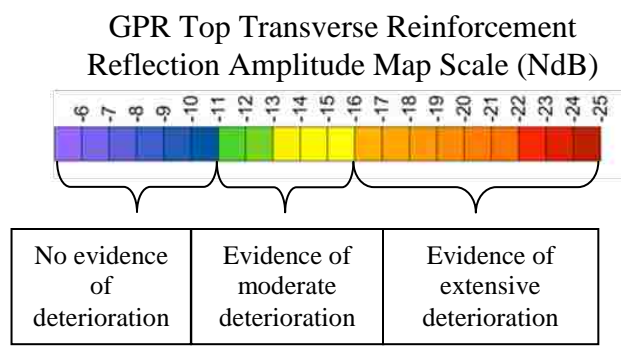 GPR Top Transverse Reinforcement
Reflection Amplitude Map Scale (NdB)
-6 -7 -8 -9 -10 -11 -12 -13 -14 -15 -16 -17 -18 -19 -20 -21 -22 -23 -24 -25
No evidence
of
deterioration
Evidence of
moderate
deterioration
Evidence of
extensive
deterioration